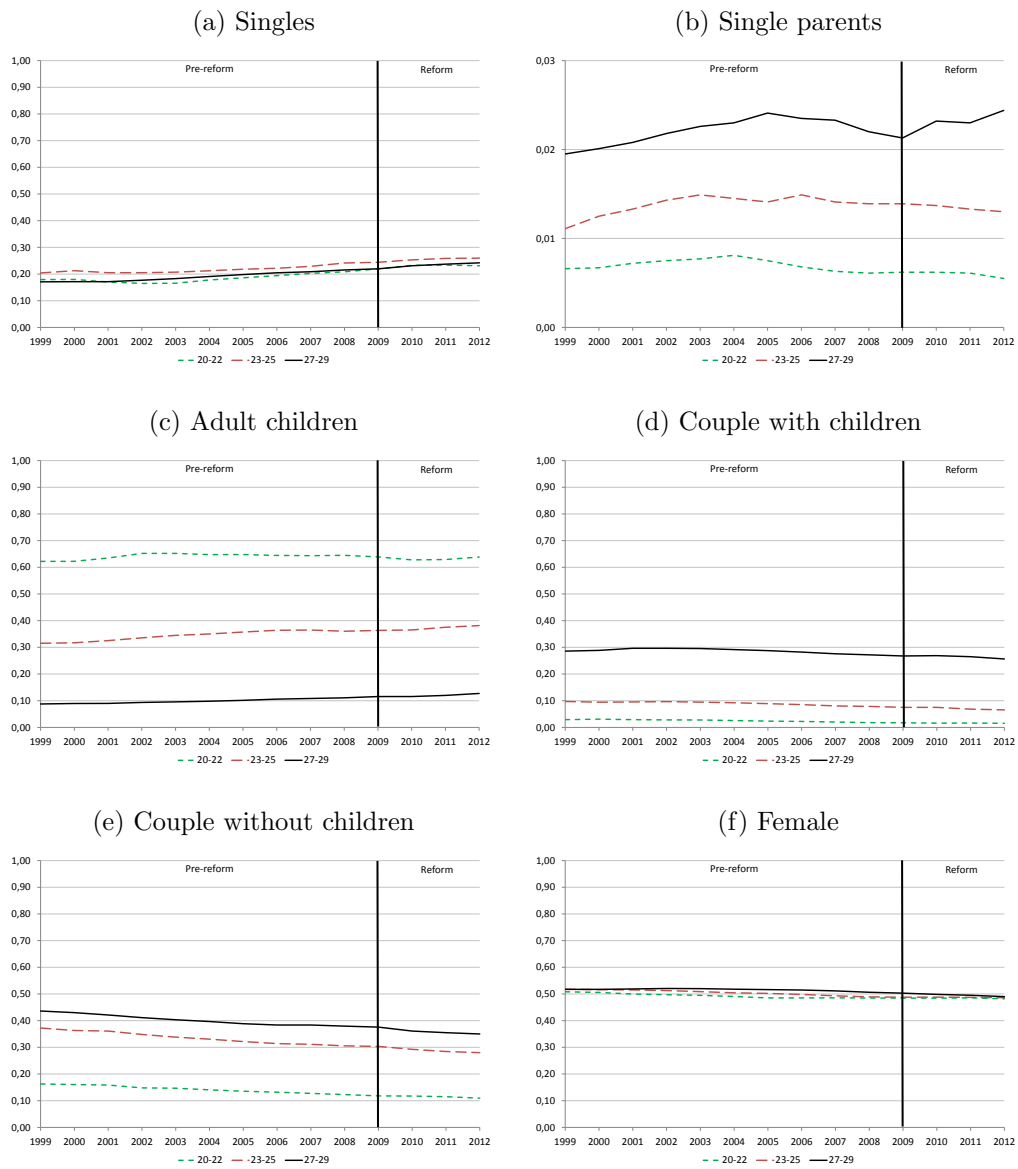 (a) Singles
1,00
0,90
0,80
0,70
0,60
0,50
0,40
0,30
0,20
0,10
0,00
Pre-reform Reform
1999 2000 2001 2002 2003 2004 2005 2006 2007 2008 2009 2010 2011 2012
20-22 23-25 27-29
(b) Single parents
0,03
0,02
0,01
0,00
Pre-reform Reform
1999 2000 2001 2002 2003 2004 2005 2006 2007 2008 2009 2010 2011 2012
20-22 23-25 27-29
(c) Adult children
1,00
0,90
0,80
0,70
0,60
0,50
0,40
0,30
0,20
0,10
0,00
Pre-reform Reform
1999 2000 2001 2002 2003 2004 2005 2006 2007 2008 2009 2010 2011 2012
20-22 23-25 27-29
(d) Couple with children
1,00
0,90
0,80
0,70
0,60
0,50
0,40
0,30
0,20
0,10
0,00
Pre-reform Reform
1999 2000 2001 2002 2003 2004 2005 2006 2007 2008 2009 2010 2011 2012
20-22 23-25 27-29
(e) Couple without children
1,00
0,90
0,80
0,70
0,60
0,50
0,40
0,30
0,20
0,10
0,00
Pre-reform Reform
1999 2000 2001 2002 2003 2004 2005 2006 2007 2008 2009 2010 2011 2012
20-22 23-25 27-29
(f) Female
1,00
0,90
0,80
0,70
0,60
0,50
0,40
0,30
0,20
0,10
0,00
Pre-reform Reform
1999 2000 2001 2002 2003 2004 2005 2006 2007 2008 2009 2010 2011 2012
20-22 23-25 27-29